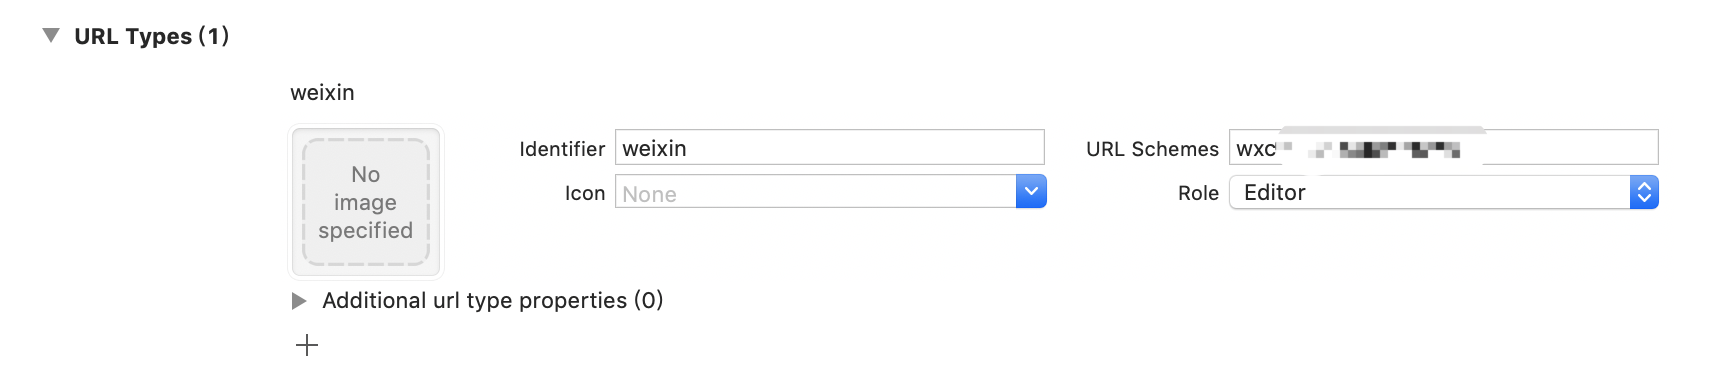 URL Types (1)
weixin
No
image
specified
Identifier weixin
URL Schemes wxc
Icon None
Role Editor
Additional url type properties (0)